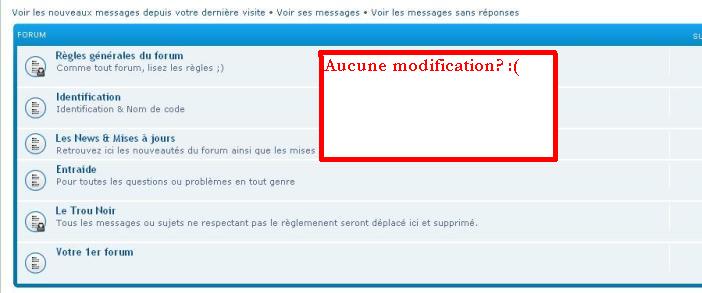 Voir les nouveaux messages depuis votre dernière visite • Voir ses messages • Voir les messages sans réponses
FORUM
SU
Règles générales du forum
Comme tout forum, lisez les règles ;)
Aucune modification? :(
Identification
Identification & Nom de code
Les News & Mises à jours
Retrouvez ici les nouveautés du forum ainsi que les mises
Entraide
Pour toutes les questions ou problèmes en tout genre
Le Trou Noir
Tous les messages ou sujets ne respectant pas le règlemenent seront déplacé ici et supprimé.
Votre 1er forum